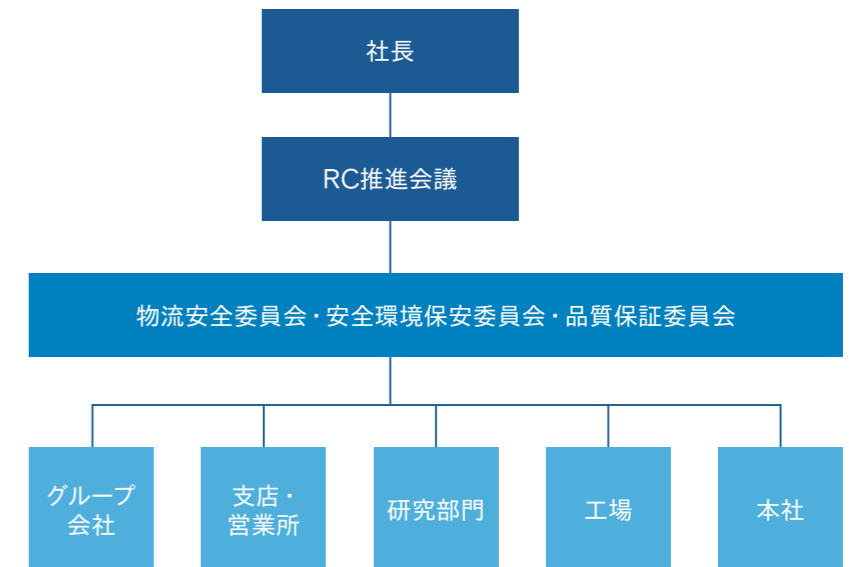 社長
RC推進会議
物流安全委員会・安全環境保安委員会・品質保証委員会
グループ
会社
支店・
営業所
研究部門
工場
本社